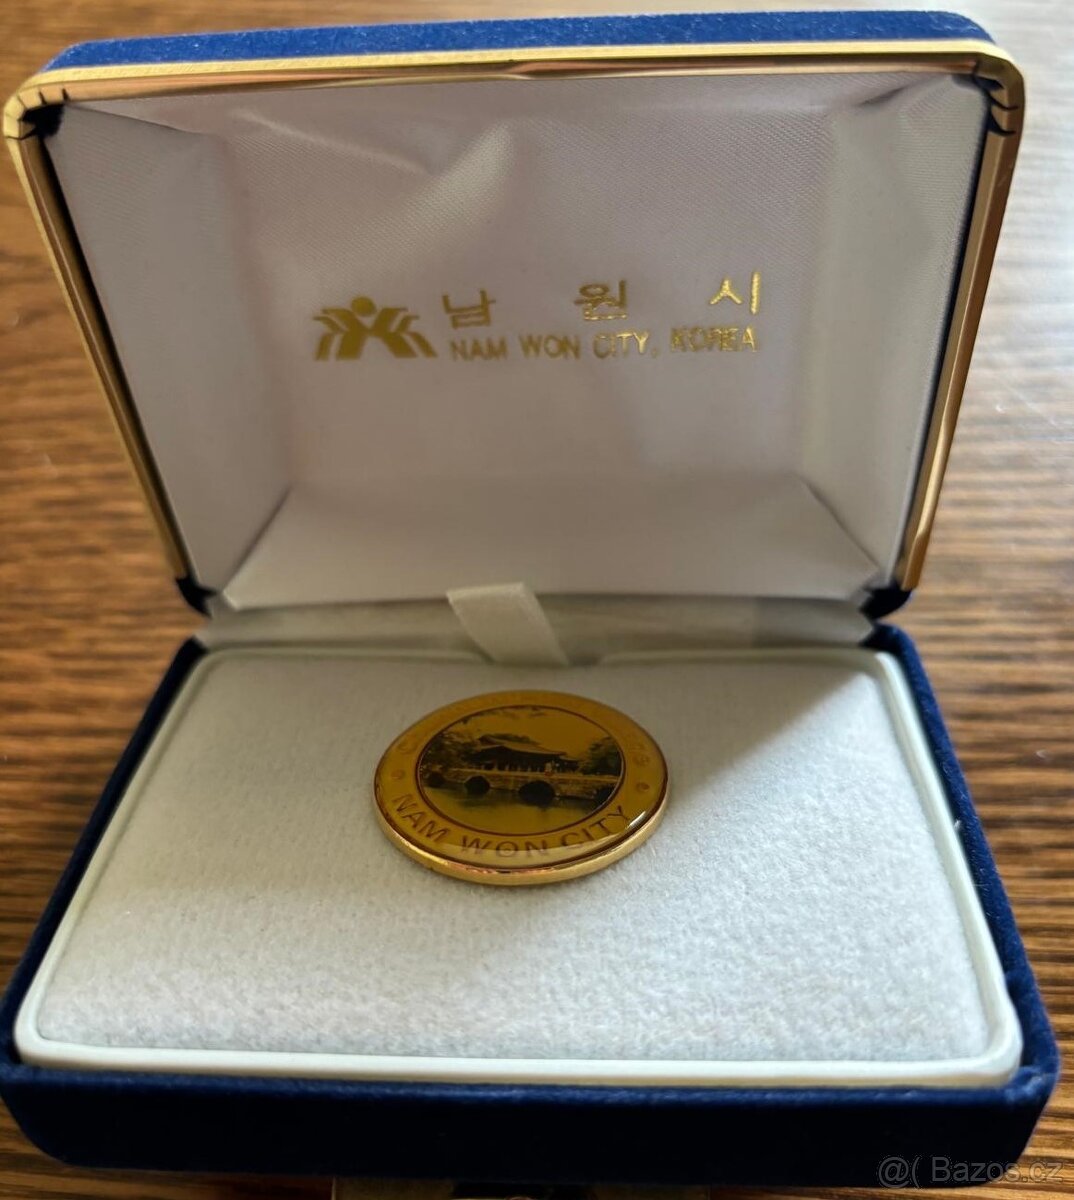 남 원 시
NAM WON CITY, KOREA
NAM WON CITY
@( Bazos.cz